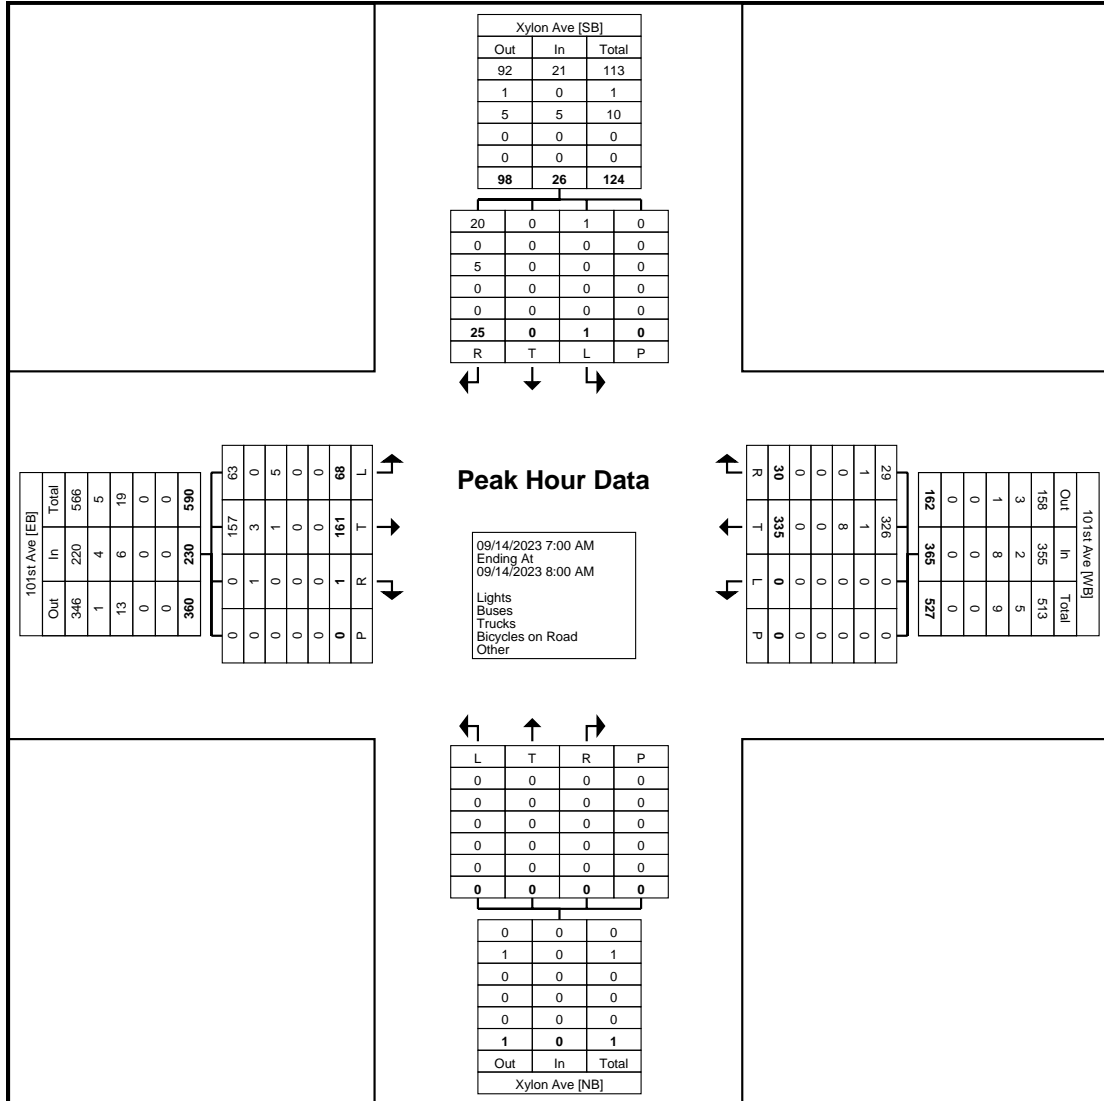 Xylon Ave [SB]
Out In Total
92 21 113
1 0 1
5 5 10
0 0 0
0 0 0
98 26 124
20 0 1 0
0 0 0 0
5 0 0 0
0 0 0 0
0 0 0 0
25 0 1 0
R T L P
101st Ave [EB]
Total In Out
566 220 346
5 4 1
19 6 13
0 0 0
0 0 0
590 230 360
63 157 0 0
0 3 1 0
5 1 0 0
0 0 0 0
0 0 0 0
68 161 1 0
L T R P
Peak Hour Data
09/14/2023 7:00 AM
Ending At
09/14/2023 8:00 AM
Lights
Buses
Trucks
Bicycles on Road
Other
R T L P
30 335 0 0
0 0 0 0
0 0 0 0
0 8 0 0
1 1 0 0
29 326 0 0
162 365 527
0 0 0
0 0 0
1 8 9
3 2 5
158 355 513
Out In Total
101st Ave [WB]
L T R P
0 0 0 0
0 0 0 0
0 0 0 0
0 0 0 0
0 0 0 0
0 0 0 0
0 0 0
1 0 1
0 0 0
0 0 0
0 0 0
1 0 1
Out In Total
Xylon Ave [NB]